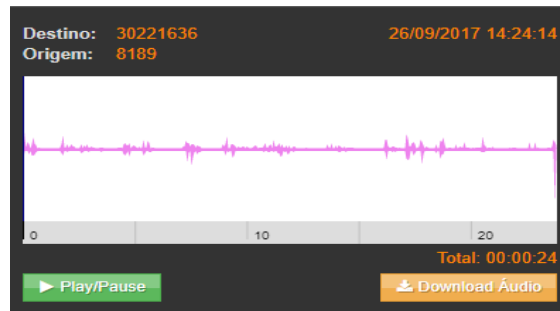 Destino: 30221636 26/09/2017 14:24:14
Origem: 8189
0 10 20
Total: 00:00:24
Play/Pause Download Áudio